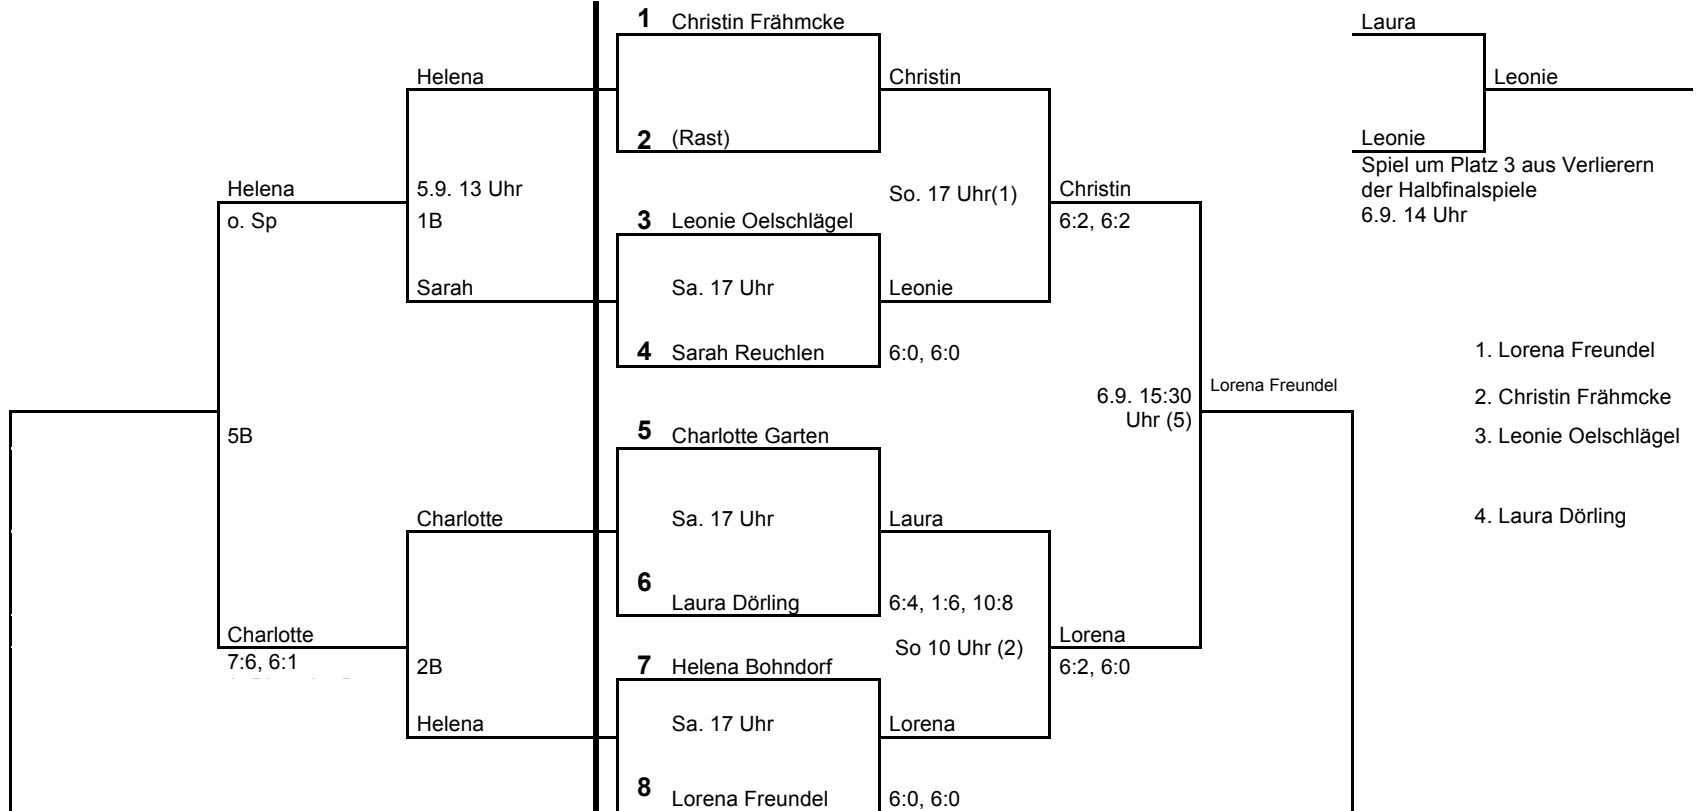 1 Christin Frähmcke
Laura
Helena
Christin
Leonie
2 (Rast)
Leonie
Spiel um Platz 3 aus Verlierern
der Halbfinalspiele
6.9. 14 Uhr
Helena
5.9. 13 Uhr
So. 17 Uhr(1)
Christin
o. Sp
1B
3 Leonie Oelschlägel
6:2, 6:2
Sarah
Sa. 17 Uhr
Leonie
4 Sarah Reuchlen
6:0, 6:0
1. Lorena Freundel
6.9. 15:30
Uhr (5)
Lorena Freundel
2. Christin Frähmcke
5B
5 Charlotte Garten
3. Leonie Oelschlägel
Charlotte
Sa. 17 Uhr
Laura
4. Laura Dörling
6 Laura Dörling
6:4, 1:6, 10:8
Charlotte
So 10 Uhr (2)
Lorena
7:6, 6:1
2B
7 Helena Bohndorf
6:2, 6:0
Helena
Sa. 17 Uhr
Lorena
8 Lorena Freundel
6:0, 6:0